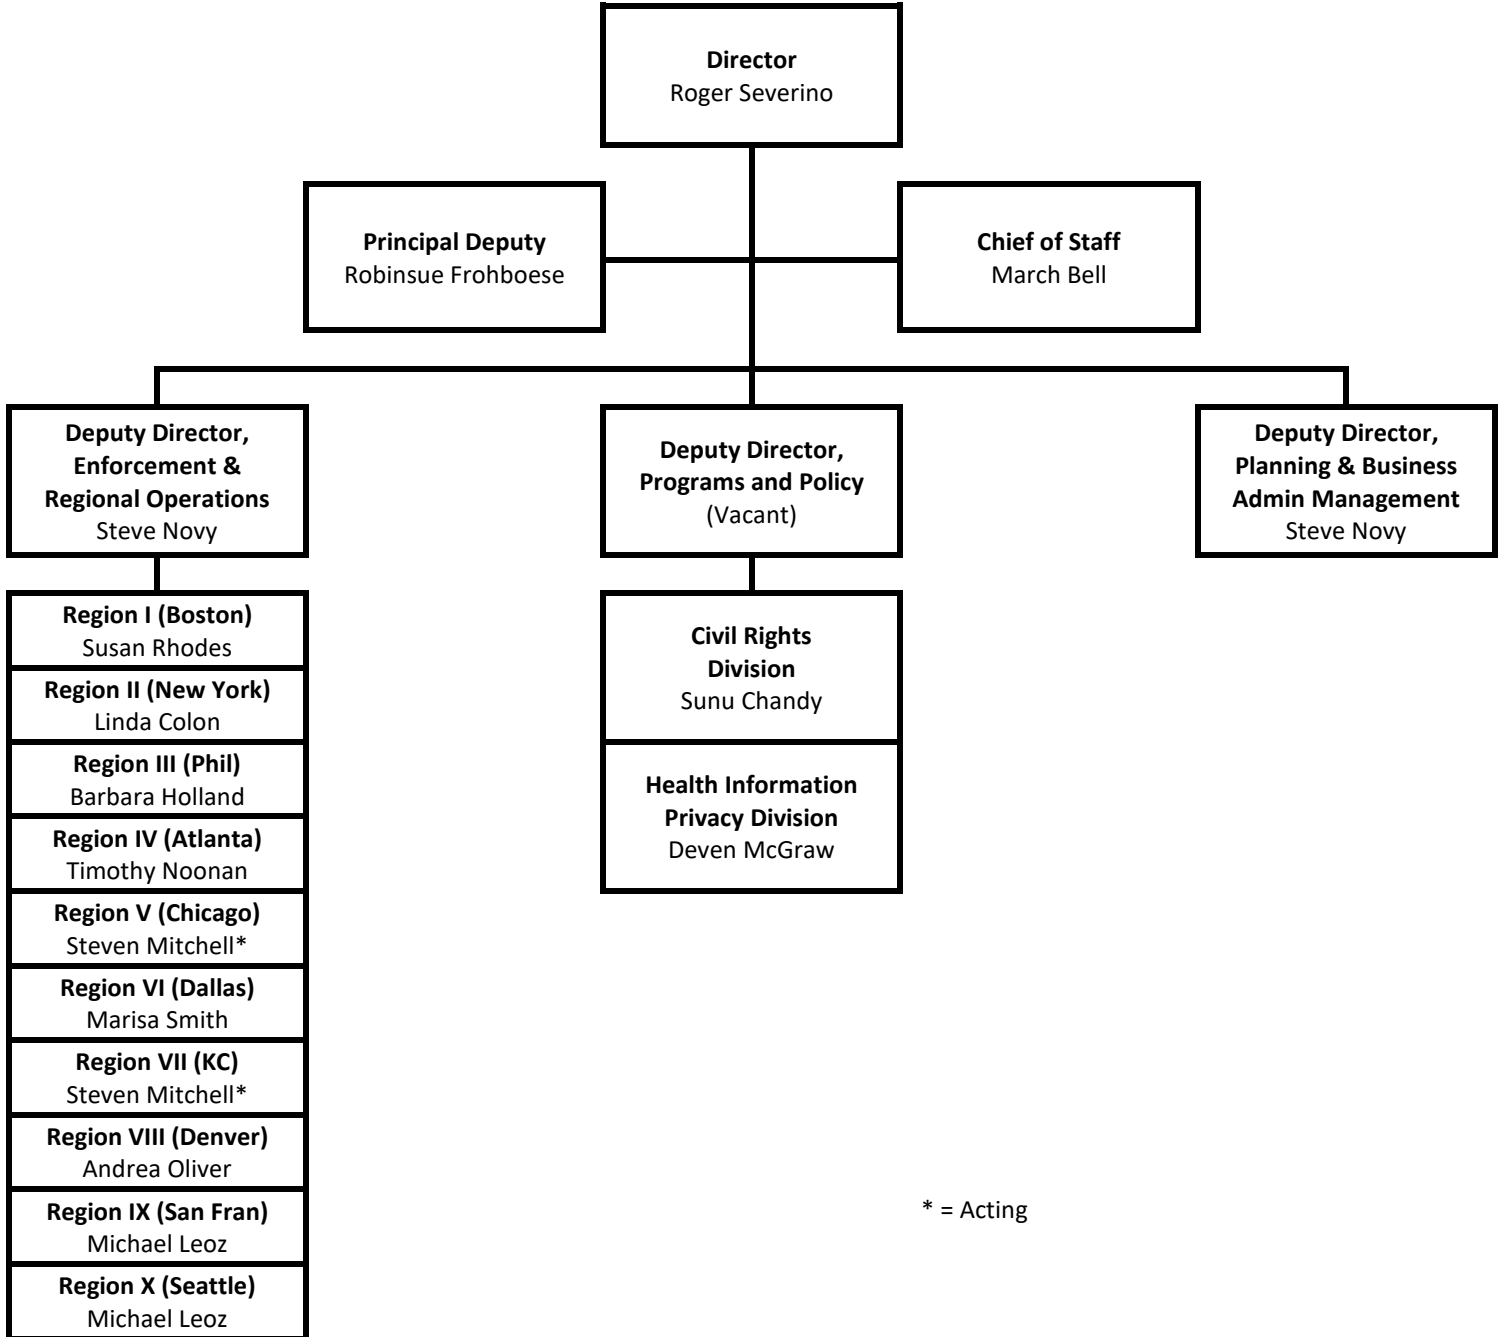 Director
Roger Severino
Principal Deputy
Robinsue Frohboese
Chief of Staff
March Bell
Deputy Director,
Enforcement &
Regional Operations
Steve Novy
Deputy Director,
Programs and Policy
(Vacant)
Deputy Director,
Planning & Business
Admin Management
Steve Novy
Region I (Boston)
Susan Rhodes
Region II (New York)
Linda Colon
Region III (Phil)
Barbara Holland
Region IV (Atlanta)
Timothy Noonan
Region V (Chicago)
Steven Mitchell*
Region VI (Dallas)
Marisa Smith
Region VII (KC)
Steven Mitchell*
Region VIII (Denver)
Andrea Oliver
Region IX (San Fran)
Michael Leoz
Region X (Seattle)
Michael Leoz
Civil Rights
Division
Sunu Chandy
Health Information
Privacy Division
Deven McGraw
* = Acting